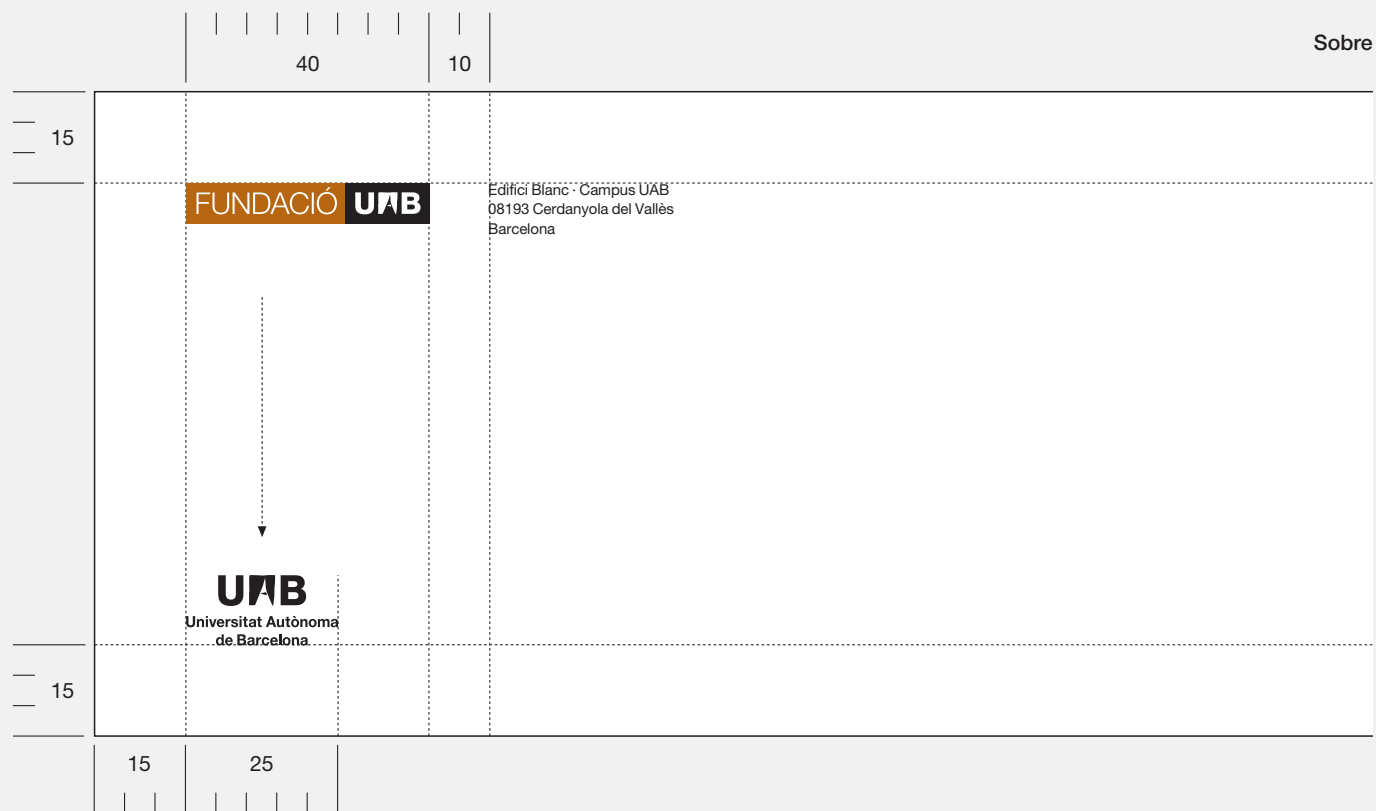 Sobre
40
10
15
FUNDACIÓ UAB
Edifici Blanc · Campus UAB
08193 Cerdanyola del Vallès
Barcelona
UAB
Universitat Autònoma
de Barcelona
15
15
25